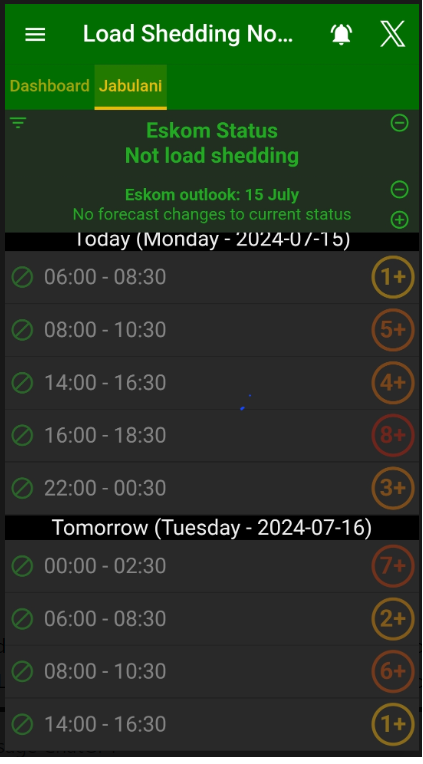 Load Shedding No...
Dashboard
Jabulani
Eskom Status
Not load shedding
Eskom outlook: 15 July
No forecast changes to current status
Today (Monday - 2024-07-15)
06:00 - 08:30 1+
08:00 - 10:30 5+
14:00 - 16:30 4+
16:00 - 18:30 8+
22:00 - 00:30 3+
Tomorrow (Tuesday - 2024-07-16)
00:00 - 02:30 7+
06:00 - 08:30 2+
08:00 - 10:30 6+
14:00 - 16:30 1+